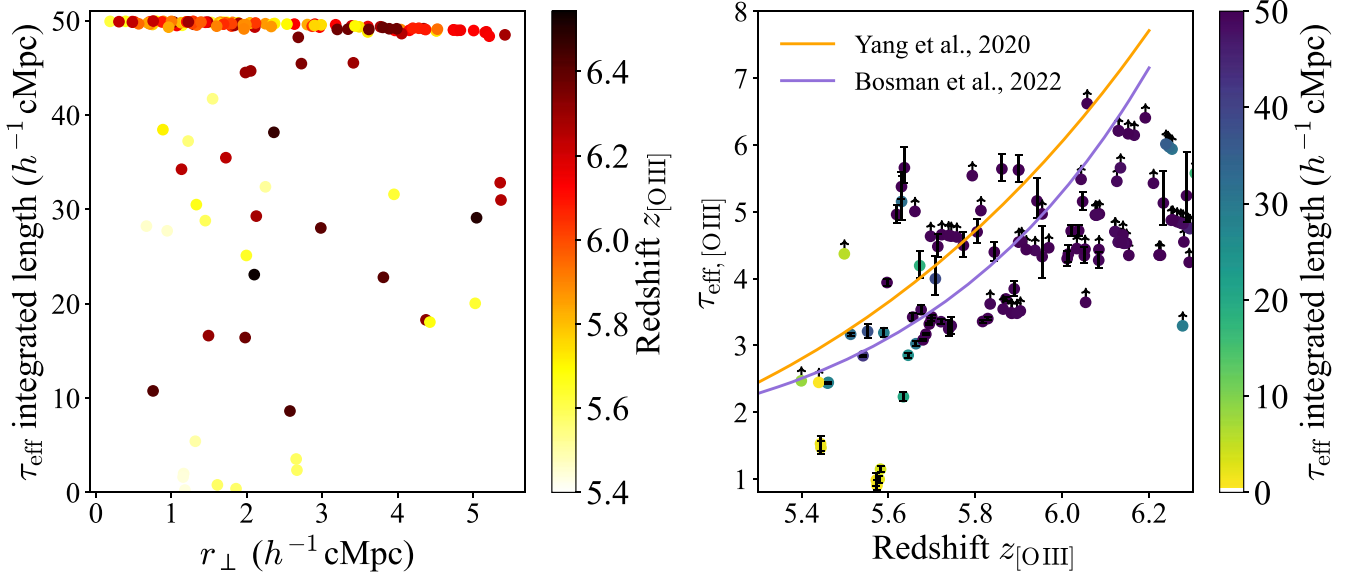 τeff integrated length (h⁻¹ cMpc)
50
40
30
20
10
0
0 1 2 3 4 5
r⊥ (h⁻¹ cMpc)
6.4
6.2
6.0
5.8
5.6
5.4
Redshift z[OIII]
Yang et al., 2020
Bosman et al., 2022
τeff, [OIII]
8
7
6
5
4
3
2
1
5.4 5.6 5.8 6.0 6.2
Redshift z[OIII]
50
40
30
20
10
0
τeff integrated length (h⁻¹ cMpc)